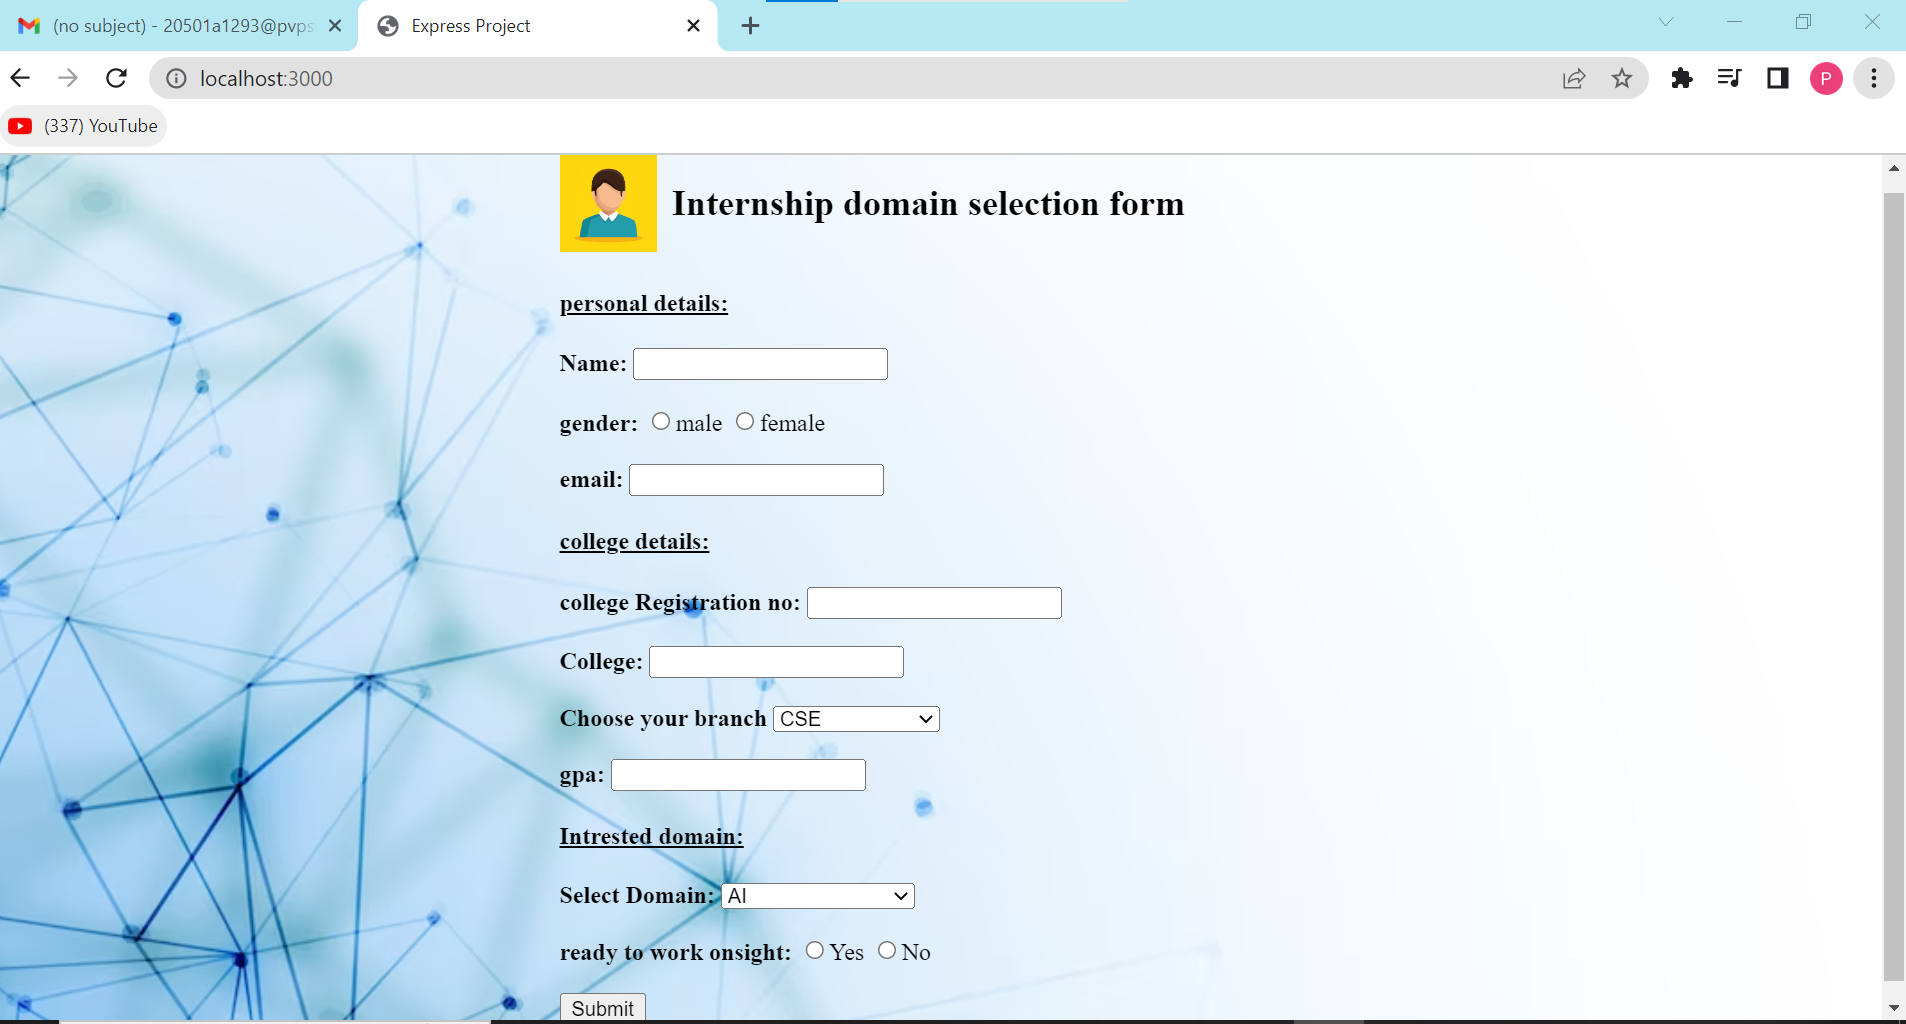 (no subject) - 20501a1293@pvps
Express Project
localhost:3000
P
(337) YouTube
Internship domain selection form
personal details:
Name:
gender: male female
email:
college details:
college Registration no:
College:
Choose your branch CSE
gpa:
Intrested domain:
Select Domain: AI
ready to work onsight: Yes No
Submit